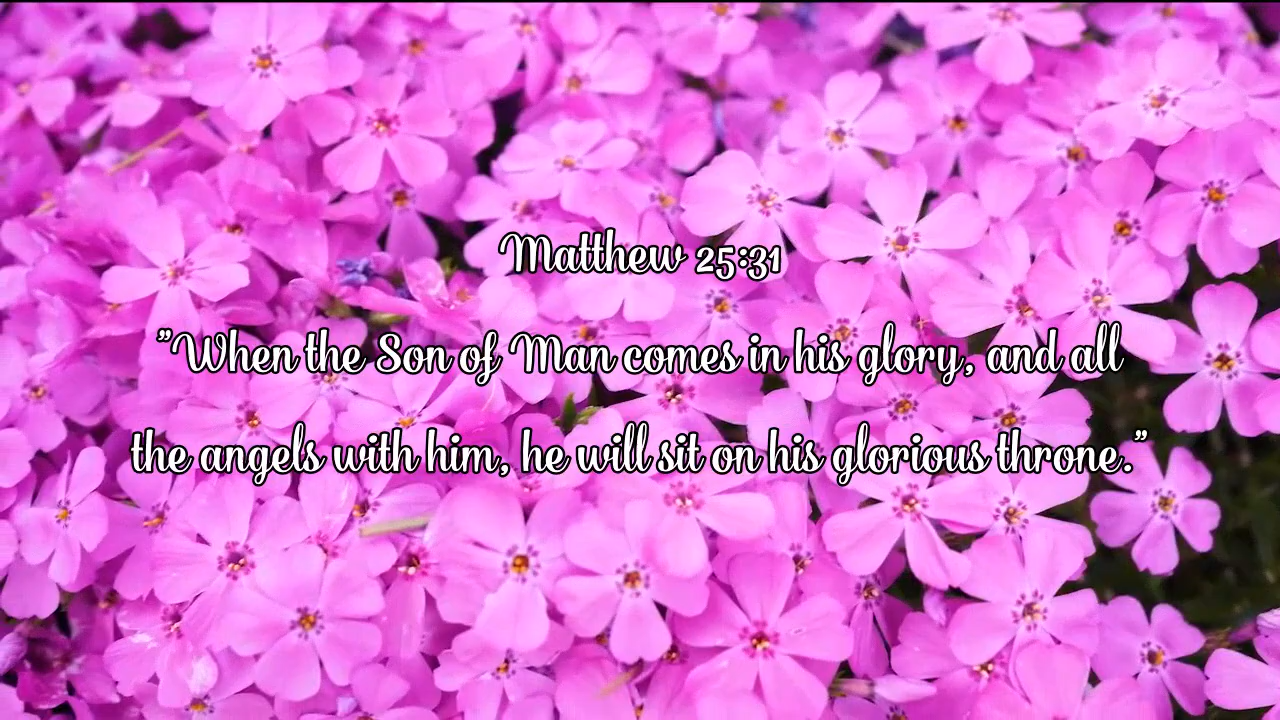 Matthew 25:31
"When the Son of Man comes in his glory, and all
the angels with him, he will sit on his glorious throne."